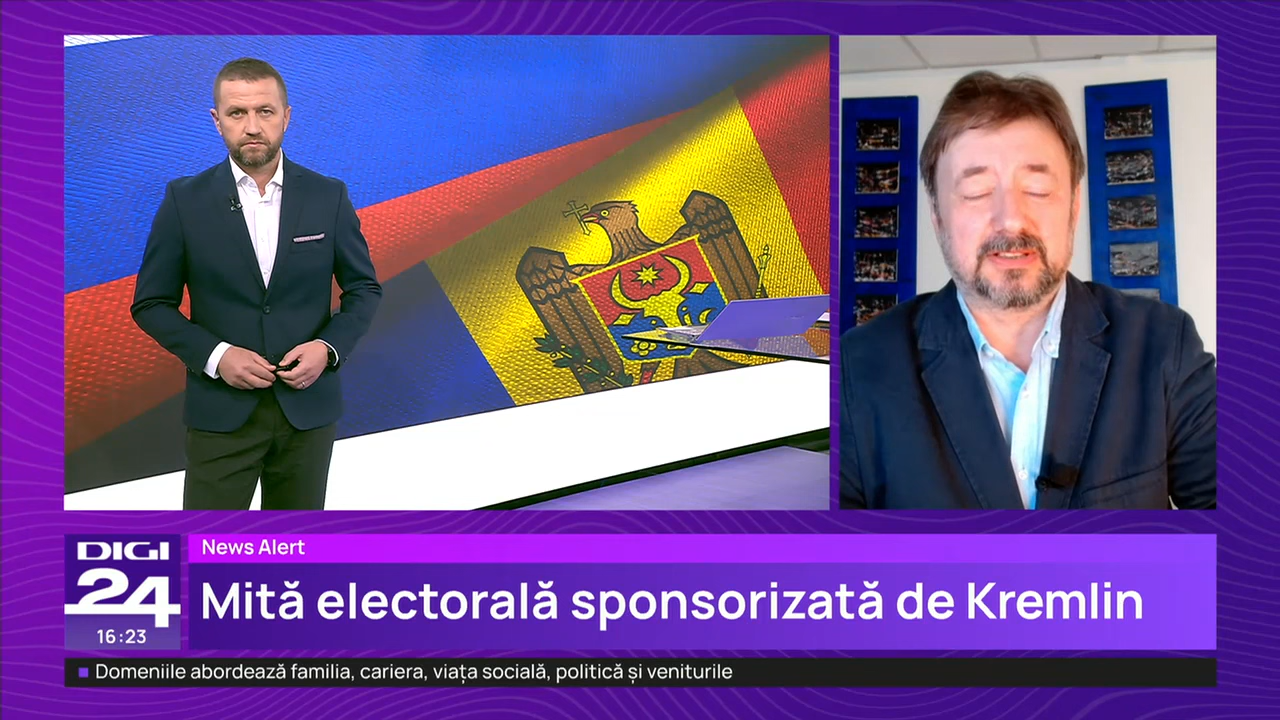 News Alert
DIGI
24
16:23
Mită electorală sponsorizată de Kremlin
Domeniile abordează familia, cariera, viața socială, politică și veniturile